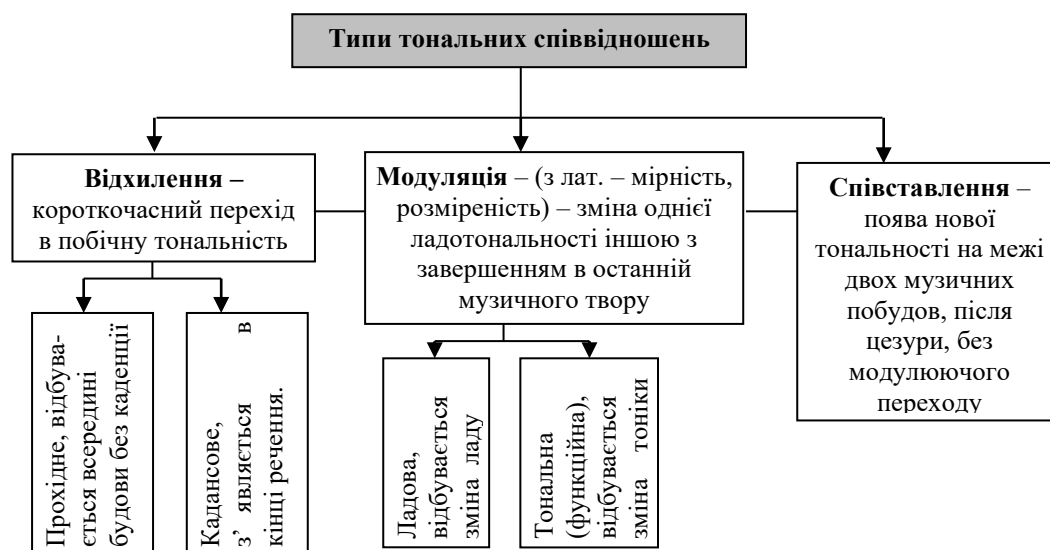 Типи тональних співвідношень
Відхилення –
короткочасний перехід
в побічну тональність
Модуляція – (з лат. – мірність,
розміреність) – зміна однієї
ладотональності іншою з
завершенням в останній
музичного твору
Співставлення –
поява нової
тональності на межі
двох музичних
побудов, після
цезури, без
модулюючого
переходу
Прохідне, відбува-
ється всередині
будови без каденції
Кадансове,
з’ являється в
кінці речення.
Ладова,
відбувається
зміна ладу
Тональна
(функційна),
відбувається
зміна тоніки